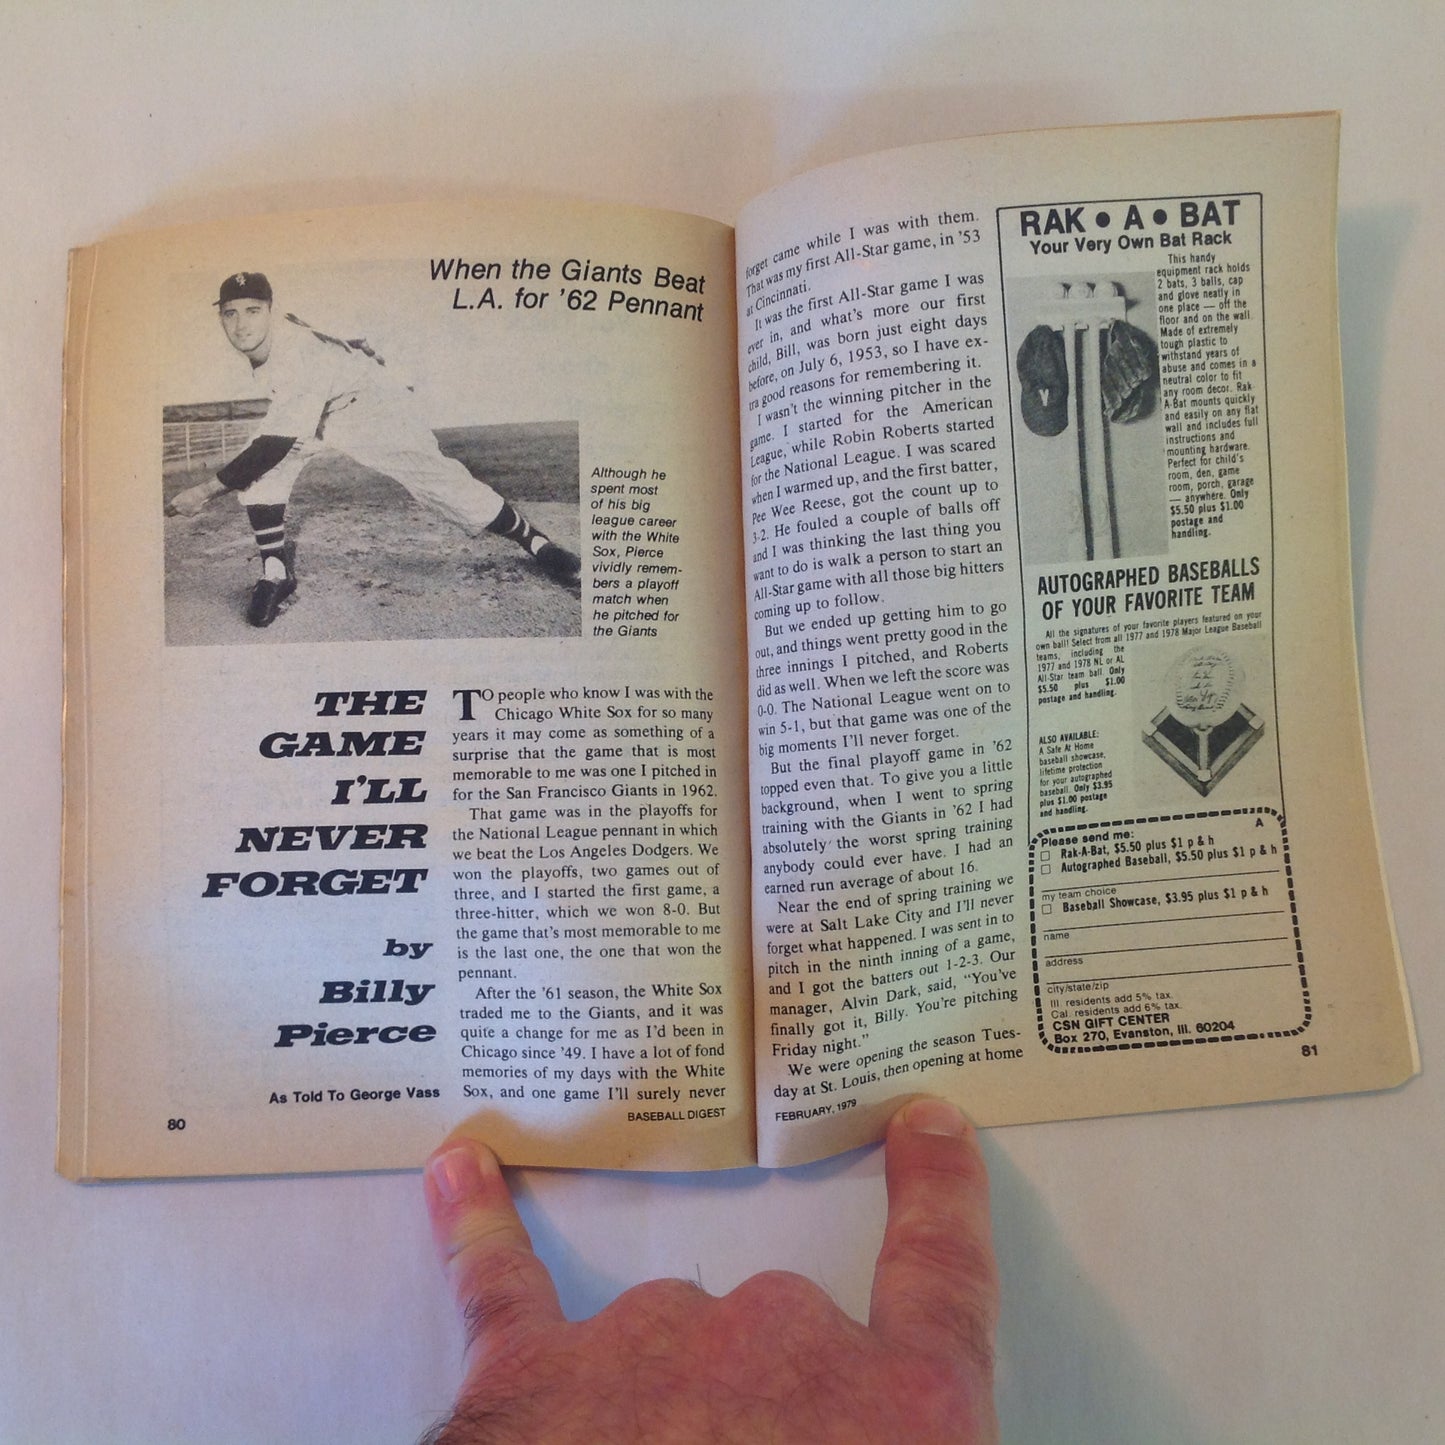 When the Giants Beat
L.A. for '62 Pennant
Although he
spent most
of his big
league career
with the White
Sox, Pierce
vividly remem-
bers a playoff
match when
he pitched for
the Giants
THE
GAME
I'LL
NEVER
FORGET
by
Billy
Pierce
As Told To George Vass
TO people who know I was with the
Chicago White Sox for so many
years it may come as something of a
surprise that the game that is most
memorable to me was one I pitched in
for the San Francisco Giants in 1962.
That game was in the playoffs for
the National League pennant in which
we beat the Los Angeles Dodgers. We
won the playoffs, two games out of
three, and I started the first game, a
three-hitter, which we won 8-0. But
the game that's most memorable to me
is the last one, the one that won the
pennant.
After the '61 season, the White Sox
traded me to the Giants, and it was
quite a change for me as I'd been in
Chicago since '49. I have a lot of fond
memories of my days with the White
Sox, and one game I'll surely never
80
BASEBALL DIGEST
forget came while I was with them.
That was my first All-Star game, in '53
at Cincinnati.
It was the first All-Star game I was
ever in, and what's more our first
child, Bill, was born just eight days
before, on July 6, 1953, so I have ex-
tra good reasons for remembering it.
I wasn't the winning pitcher in the
game. I started for the American
League, while Robin Roberts started
for the National League. I was scared
when I warmed up, and the first batter,
Pee Wee Reese, got the count up to
3-2. He fouled a couple of balls off
and I was thinking the last thing you
want to do is walk a person to start an
All-Star game with all those big hitters
coming up to follow.
But we ended up getting him to go
out, and things went pretty good in the
three innings I pitched, and Roberts
did as well. When we left the score was
0-0. The National League went on to
win 5-1, but that game was one of the
big moments I'll never forget.
But the final playoff game in '62
topped even that. To give you a little
background, when I went to spring
training with the Giants in '62 I had
absolutely the worst spring training
anybody could ever have. I had an
earned run average of about 16.
Near the end of spring training we
were at Salt Lake City and I'll never
forget what happened. I was sent in to
pitch in the ninth inning of a game,
and I got the batters out 1-2-3. Our
manager, Alvin Dark, said, "You've
finally got it, Billy. You're pitching
Friday night."
We were opening the season Tues-
day at St. Louis, then opening at home
FEBRUARY, 1979
RAK • A • BAT
Your Very Own Bat Rack
This handy
equipment rack holds
2 bats, 3 balls, cap
and glove neatly in
one place — off the
floor and on the wall.
Made of extremely
tough plastic to
withstand years of
abuse and comes in a
neutral color to fit
any room decor. Rak
A-Bat mounts quickly
and easily on any flat
wall and includes full
instructions and
mounting hardware.
Perfect for child's
room, den, game
room, porch, garage
— anywhere. Only
$5.50 plus $1.00
postage and
handling.
Y
AUTOGRAPHED BASEBALLS
OF YOUR FAVORITE TEAM
All the signatures of your favorite players featured on your
own ball! Select from all 1977 and 1978 Major League Baseball
teams, including the
1977 and 1978 NL or AL
All-Star team ball. Only
$5.50 plus $1.00
postage and handling.
ALSO AVAILABLE:
A Safe At Home
baseball showcase,
lifetime protection
for your autographed
baseball. Only $3.95
plus $1.00 postage
and handling.
A
Please send me:
Rak-A-Bat, $5.50 plus $1 p & h
Autographed Baseball, $5.50 plus $1 p & h
my team choice
Baseball Showcase, $3.95 plus $1 p & h
name
address
city/state/zip
Ill. residents add 5% tax.
Cal. residents add 6% tax.
CSN GIFT CENTER
Box 270, Evanston, Ill. 60204
81